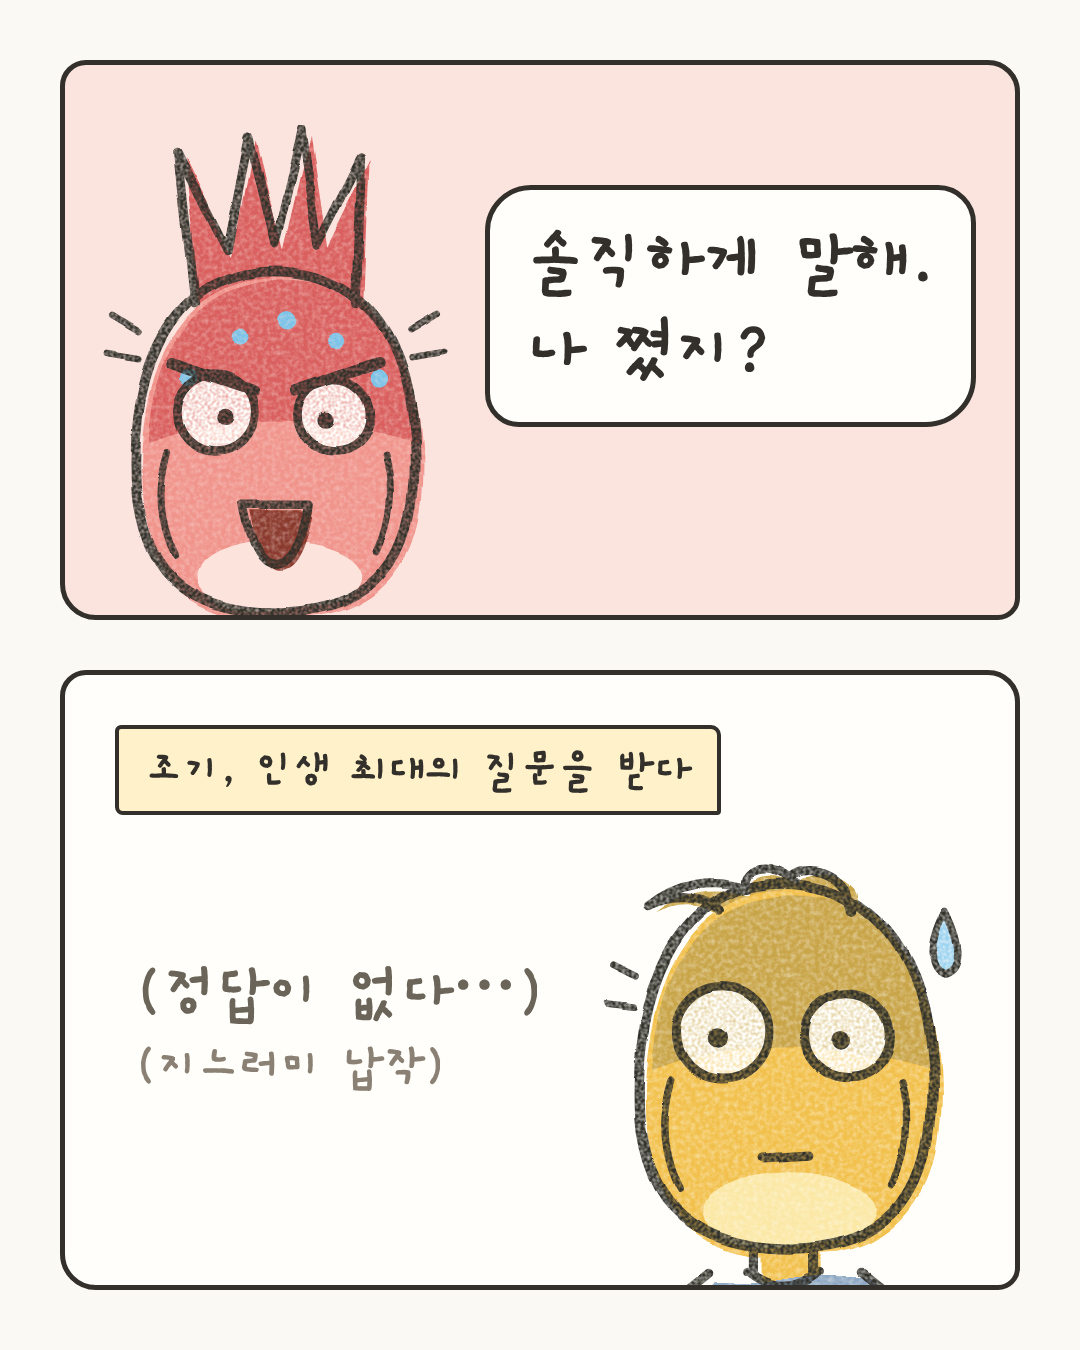 솔직하게 말해.
나 쪘지?
조기, 인생 최대의 질문을 받다
(정답이 없다···)
(지느러미 납작)